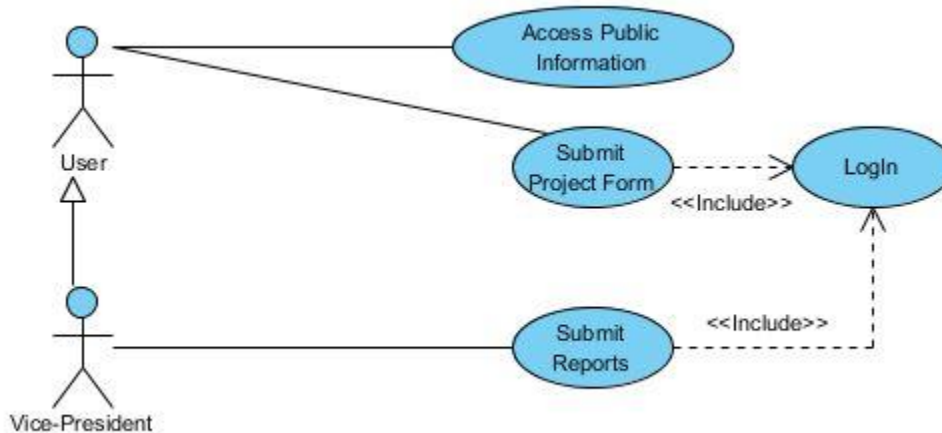 Access Public
Information
User
Submit
Project Form
<<Include>>
LogIn
Vice-President
Submit
Reports
<<Include>>